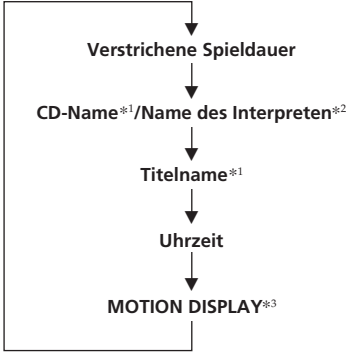 Verstrichene Spieldauer
CD-Name*1/Name des Interpreten*2
Titelname*1
Uhrzeit
MOTION DISPLAY*3